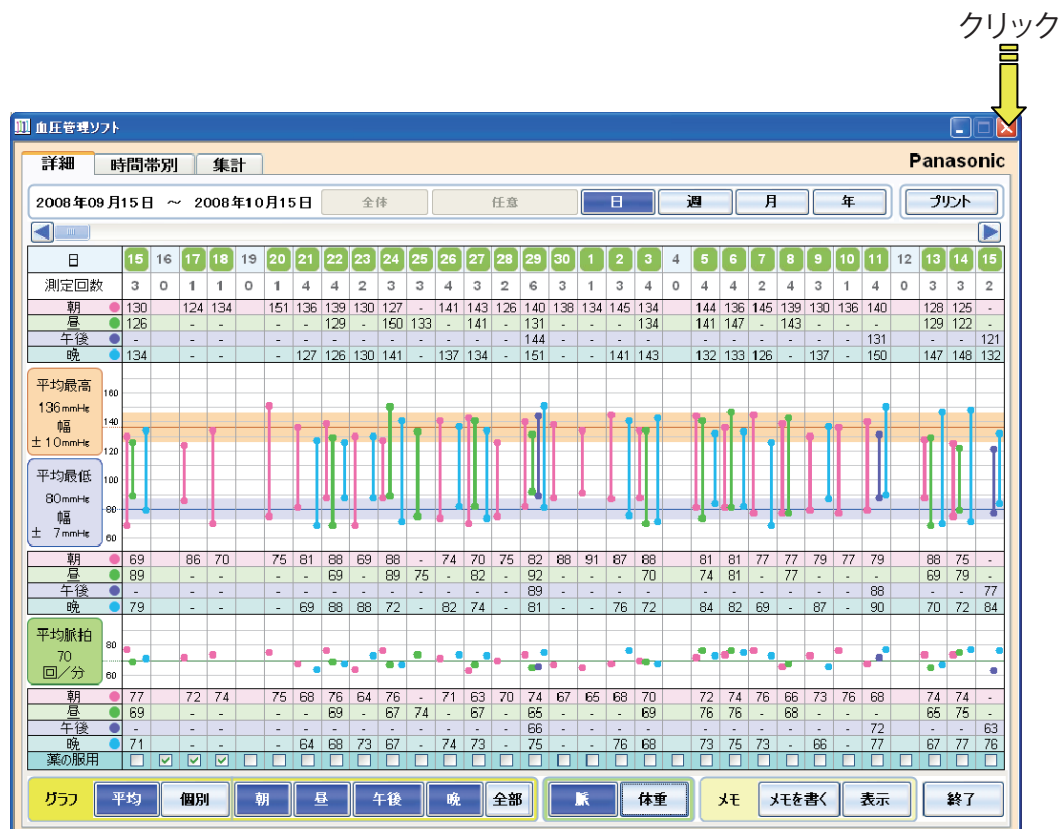 クリック
血圧管理ソフト
詳細 時間帯別 集計 Panasonic
2008年09月15日 ～ 2008年10月15日 全体 任意 日 週 月 年 プリント
日 15 16 17 18 19 20 21 22 23 24 25 26 27 28 29 30 1 2 3 4 5 6 7 8 9 10 11 12 13 14 15
測定回数 3 0 1 1 0 1 4 4 3 3 3 4 3 2 6 3 1 3 4 0 4 4 2 4 3 1 4 0 3 3 2
朝 130 124 134 151 136 139 130 127 - 141 143 126 140 138 134 145 134 144 136 145 139 130 136 140 128 125 -
昼 126 - - - - 129 - 150 133 - 141 - 131 - - - 134 141 147 - 143 - - - 129 122 -
午後 - - - - - - - - - - - - 144 - - - - - - - - - - 131 - - 121
晩 134 - - - 127 126 130 141 - 137 134 - 151 - - 141 143 132 133 126 - 137 - 150 147 148 132
平均最高
136mmHg
幅
±10mmHg
160
140
120
平均最低
80mmHg
幅
± 7mmHg
100
80
60
朝 69 86 70 75 81 88 69 88 - 74 70 75 82 88 91 87 88 81 81 77 77 79 77 79 88 75 -
昼 89 - - - - 69 - 89 75 - 82 - 92 - - - 70 74 81 - 77 - - - 69 79 -
午後 - - - - - - - - - - - - 89 - - - - - - - - - - 88 - - 77
晩 79 - - - 69 88 88 72 - 82 74 - 81 - - 76 72 84 82 69 - 87 - 90 70 72 84
平均脈拍
70
回/分
80
60
朝 77 72 74 75 68 76 64 76 - 71 63 70 74 67 65 68 70 72 74 76 66 73 76 68 74 74 -
昼 69 - - - - 69 - 67 74 - 67 - 65 - - - 69 76 76 - 68 - - - 65 75 -
午後 - - - - - - - - - - - - 66 - - - - - - - - - - 72 - - 63
晩 71 - - - 64 68 73 67 - 74 73 - 75 - - 76 68 73 75 73 - 66 - 77 67 77 76
薬の服用
グラフ 平均 個別 朝 昼 午後 晩 全部 脈 体重 メモ メモを書く 表示 終了